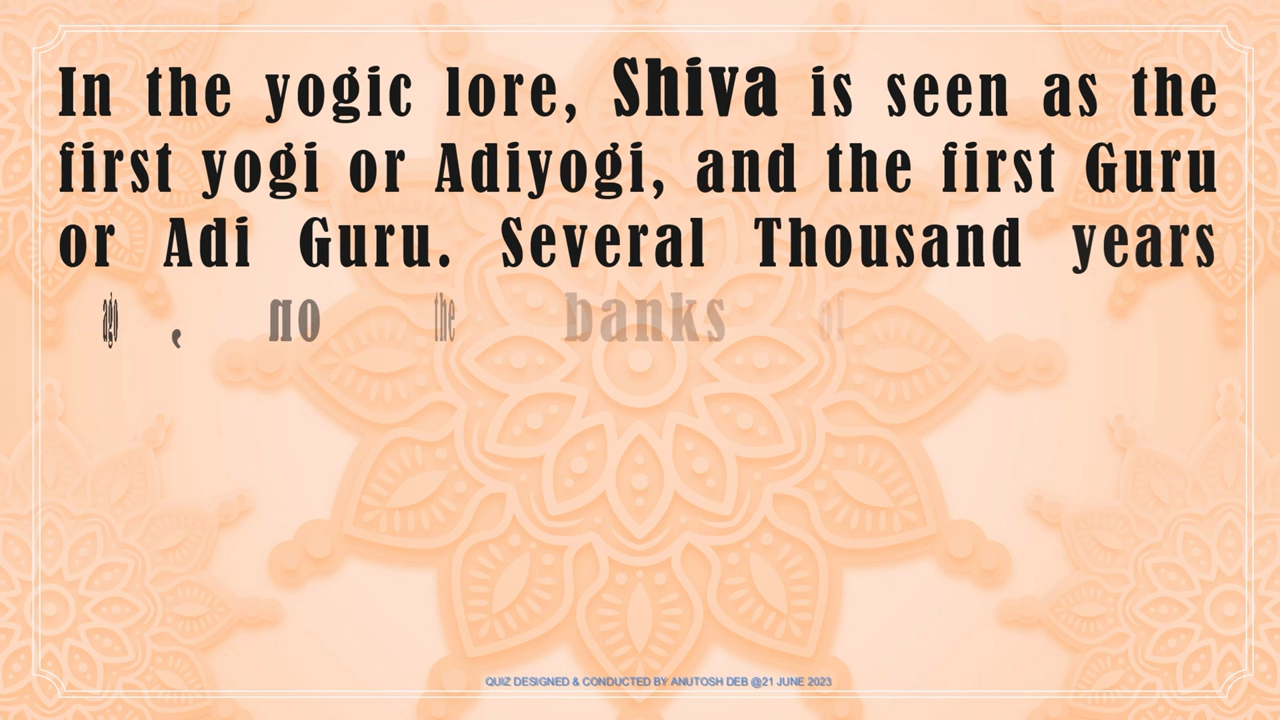 In the yogic lore, Shiva is seen as the
first yogi or Adiyogi, and the first Guru
or Adi Guru. Several Thousand years
ago , no the banks of
QUIZ DESIGNED & CONDUCTED BY ANUTOSH DEB @21 JUNE 2023